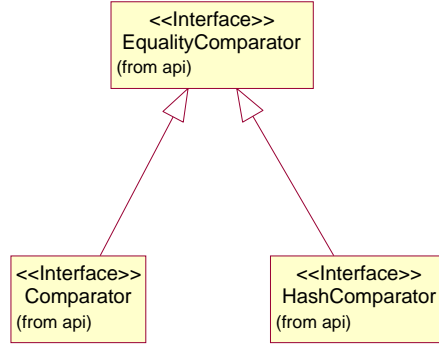 <<Interface>>
EqualityComparator
(from api)
<<Interface>>
Comparator
(from api)
<<Interface>>
HashComparator
(from api)